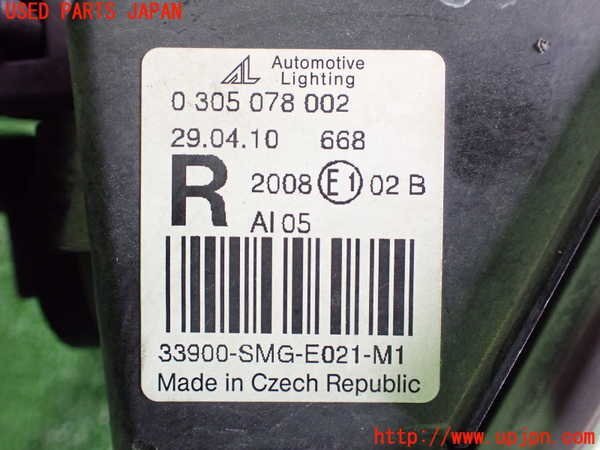 USED PARTS JAPAN
AL Automotive
Lighting
0 305 078 002
29.04.10 668
R 2008 E1 02 B
AI 05
33900-SMG-E021-M1
Made in Czech Republic
http://www.opjpn.com/